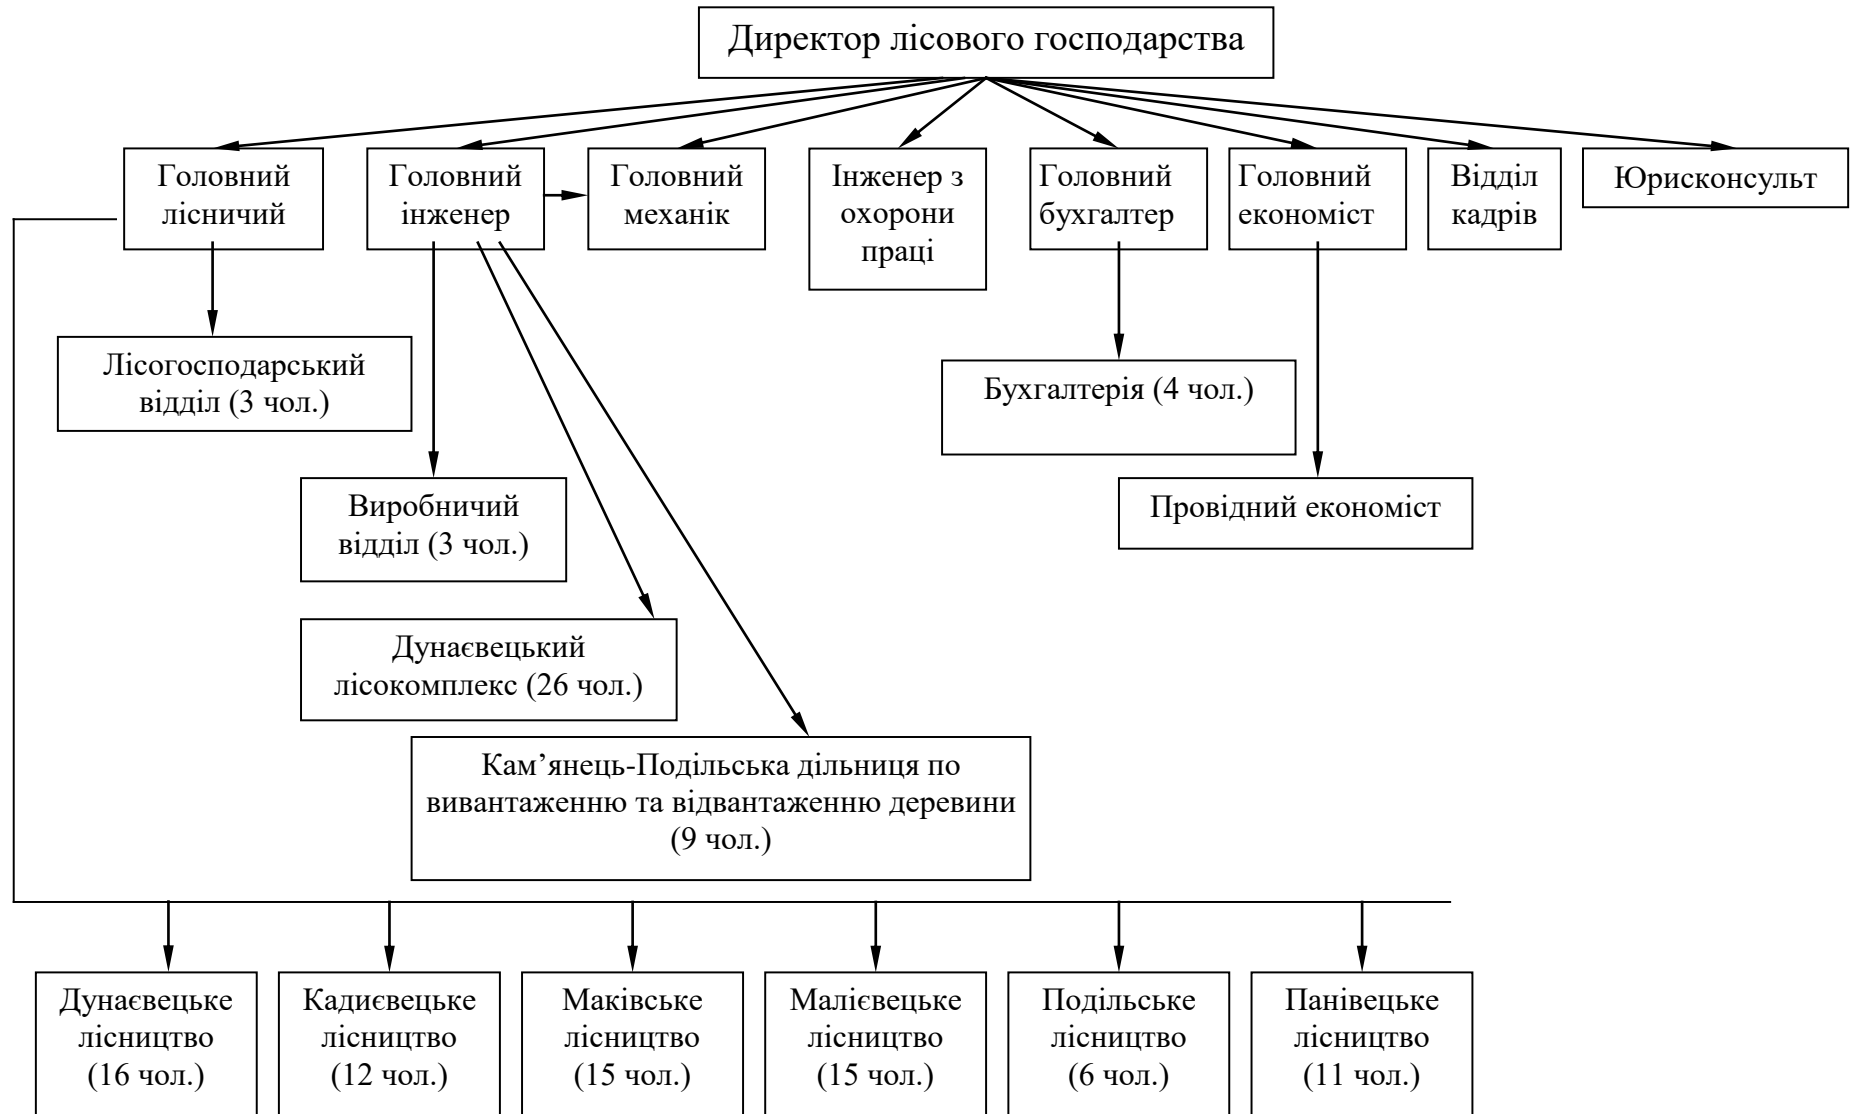 Директор лісового господарства
Головний
лісничий
Головний
інженер
Головний
механік
Інженер з
охорони
праці
Головний
бухгалтер
Головний
економіст
Відділ
кадрів
Юрисконсульт
Лісогосподарський
відділ (3 чол.)
Бухгалтерія (4 чол.)
Виробничий
відділ (3 чол.)
Провідний економіст
Дунаєвецький
лісокомплекс (26 чол.)
Кам’янець-Подільська дільниця по
вивантаженню та відвантаженню деревини
(9 чол.)
Дунаєвецьке
лісництво
(16 чол.)
Кадиєвецьке
лісництво
(12 чол.)
Маківське
лісництво
(15 чол.)
Малієвецьке
лісництво
(15 чол.)
Подільське
лісництво
(6 чол.)
Панівецьке
лісництво
(11 чол.)